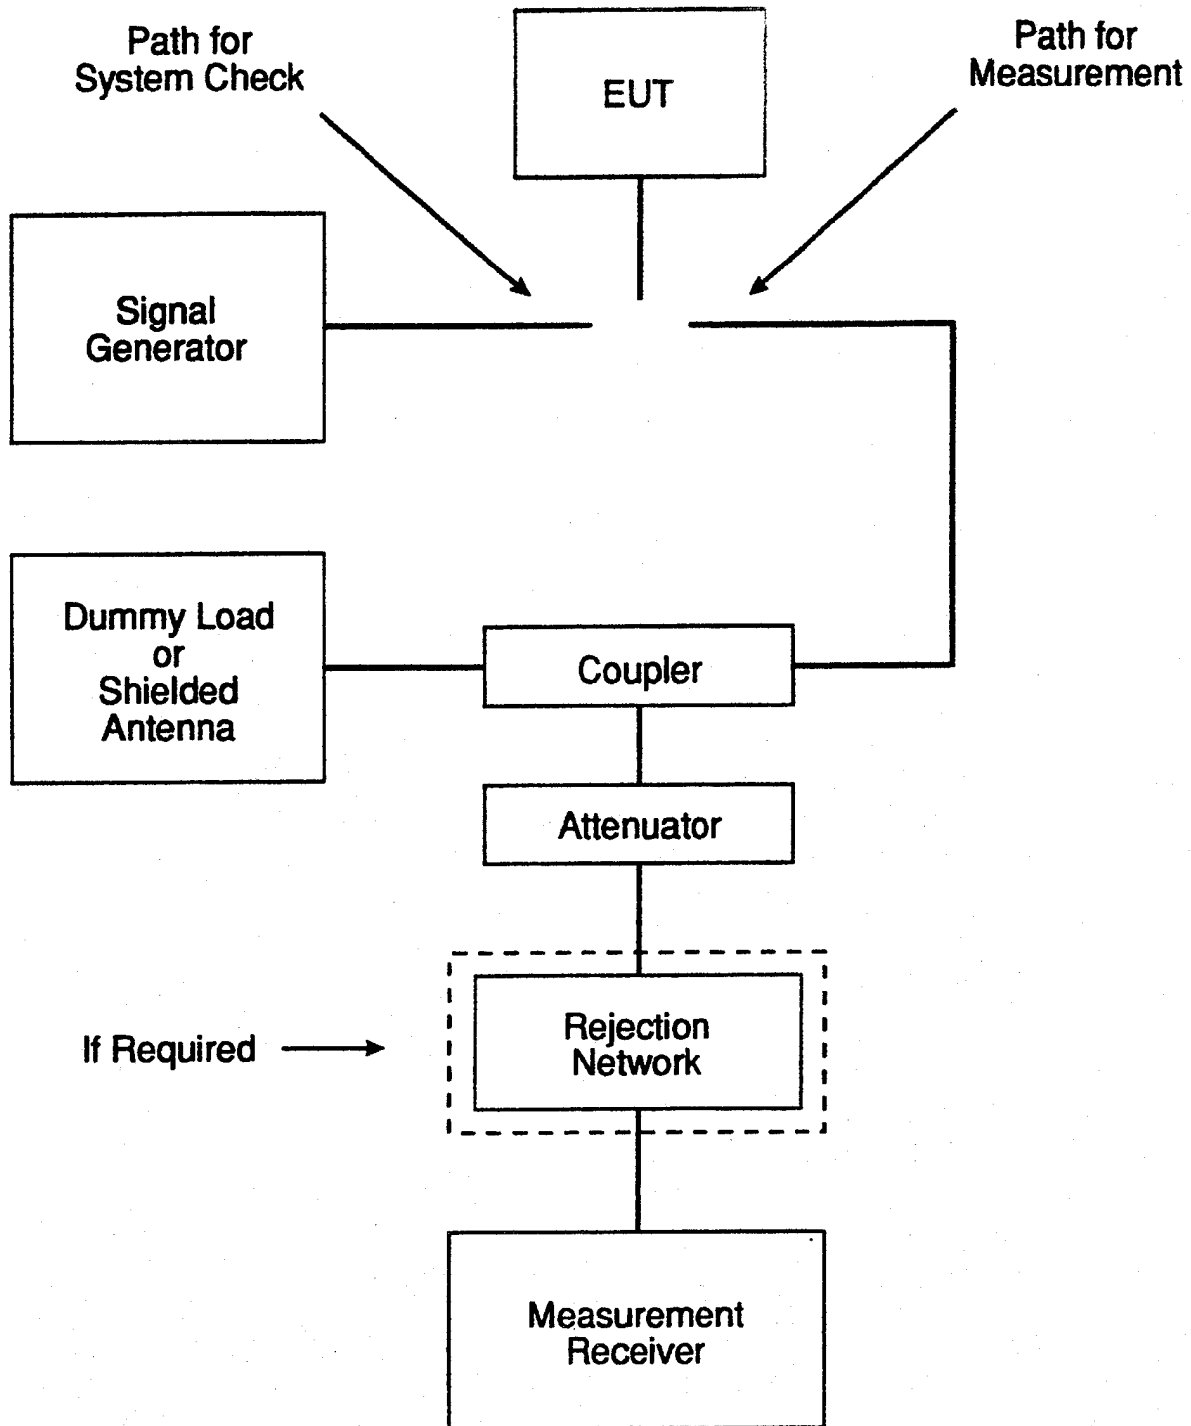 Path for
System Check
EUT
Path for
Measurement
Signal
Generator
Dummy Load
or
Shielded
Antenna
Coupler
Attenuator
If Required
Rejection
Network
Measurement
Receiver